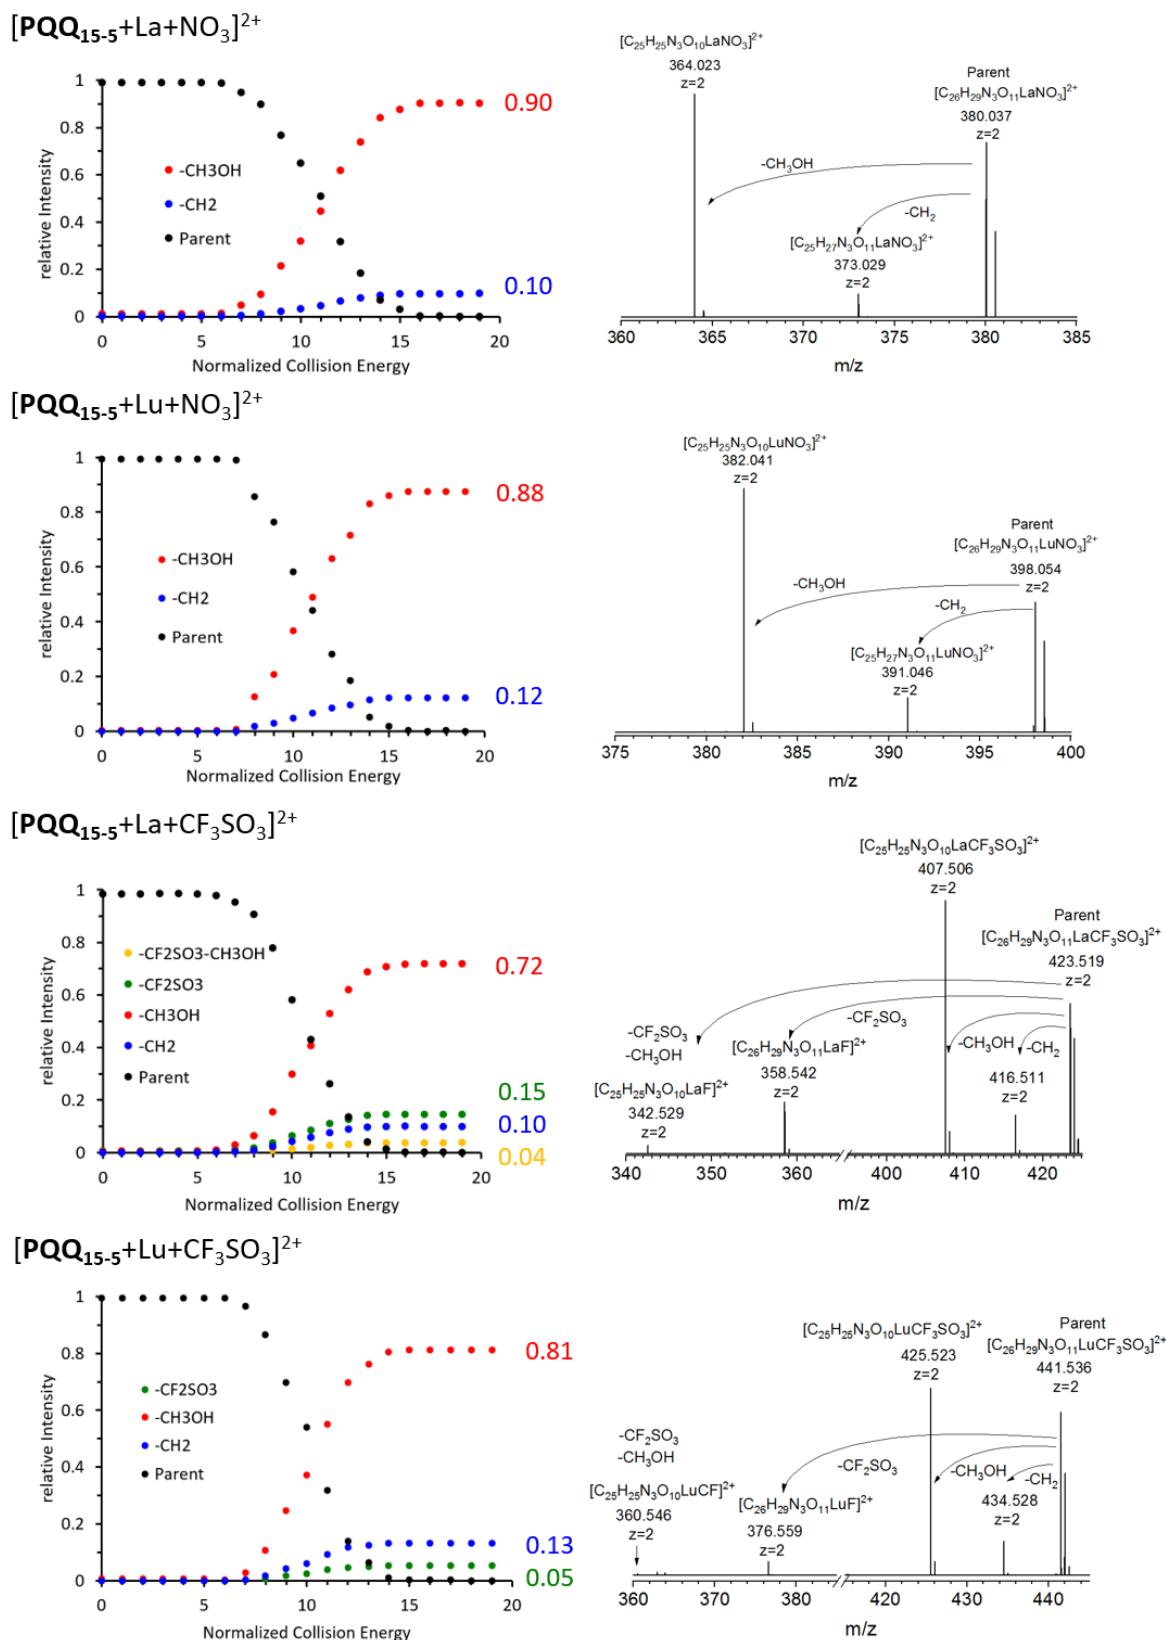 [PQQ₁₅₋₅+La+NO₃]²⁺
relative Intensity
1
0.8
0.6
0.4
0.2
0
-CH3OH
-CH2
Parent
0.90
0.10
0 5 10 15 20
Normalized Collision Energy
[C₂₅H₂₅N₃O₁₀LaNO₃]²⁺
364.023
z=2
Parent
[C₂₆H₂₉N₃O₁₁LaNO₃]²⁺
380.037
z=2
-CH₃OH
-CH₂
[C₂₅H₂₇N₃O₁₁LaNO₃]²⁺
373.029
z=2
360 365 370 375 380 385
m/z
[PQQ₁₅₋₅+Lu+NO₃]²⁺
relative Intensity
1
0.8
0.6
0.4
0.2
0
-CH3OH
-CH2
Parent
0.88
0.12
0 5 10 15 20
Normalized Collision Energy
[C₂₅H₂₅N₃O₁₀LuNO₃]²⁺
382.041
z=2
Parent
[C₂₆H₂₉N₃O₁₁LuNO₃]²⁺
398.054
z=2
-CH₃OH
-CH₂
[C₂₅H₂₇N₃O₁₁LuNO₃]²⁺
391.046
z=2
375 380 385 390 395 400
m/z
[PQQ₁₅₋₅+La+CF₃SO₃]²⁺
relative Intensity
1
0.8
0.6
0.4
0.2
0
-CF2SO3-CH3OH
-CF2SO3
-CH3OH
-CH2
Parent
0.72
0.15
0.10
0.04
0 5 10 15 20
Normalized Collision Energy
[C₂₅H₂₅N₃O₁₀LaCF₃SO₃]²⁺
407.506
z=2
Parent
[C₂₆H₂₉N₃O₁₁LaCF₃SO₃]²⁺
423.519
z=2
-CF₂SO₃
-CH₃OH
-CF₂SO₃
-CH₃OH
-CH₂
[C₂₆H₂₉N₃O₁₁LaF]²⁺
358.542
z=2
416.511
z=2
[C₂₅H₂₅N₃O₁₀LaF]²⁺
342.529
z=2
340 350 360 400 410 420
m/z
[PQQ₁₅₋₅+Lu+CF₃SO₃]²⁺
relative Intensity
1
0.8
0.6
0.4
0.2
0
-CF2SO3
-CH3OH
-CH2
Parent
0.81
0.13
0.05
0 5 10 15 20
Normalized Collision Energy
[C₂₅H₂₅N₃O₁₀LuCF₃SO₃]²⁺
425.523
z=2
Parent
[C₂₆H₂₉N₃O₁₁LuCF₃SO₃]²⁺
441.536
z=2
-CF₂SO₃
-CH₃OH
-CF₂SO₃
-CH₃OH
-CH₂
[C₂₅H₂₅N₃O₁₀LuCF]²⁺
360.546
z=2
[C₂₆H₂₉N₃O₁₁LuF]²⁺
376.559
z=2
434.528
z=2
360 370 380 420 430 440
m/z